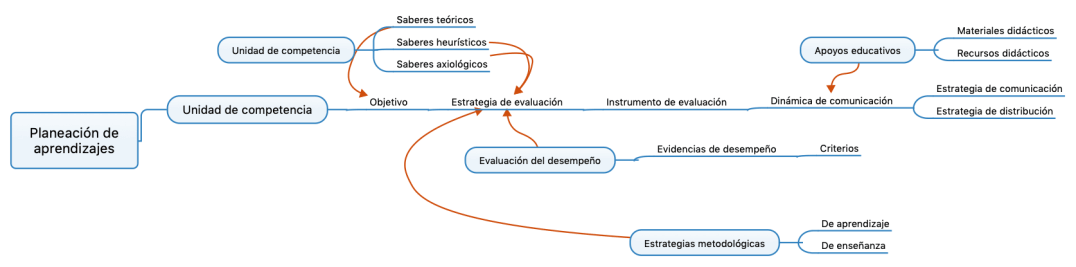 Saberes teóricos
Unidad de competencia
Saberes heurísticos
Saberes axiológicos
Materiales didácticos
Apoyos educativos
Recursos didácticos
Planeación de
aprendizajes
Unidad de competencia
Objetivo
Estrategia de evaluación
Instrumento de evaluación
Dinámica de comunicación
Estrategia de comunicación
Estrategia de distribución
Evaluación del desempeño
Evidencias de desempeño
Criterios
Estrategias metodológicas
De aprendizaje
De enseñanza